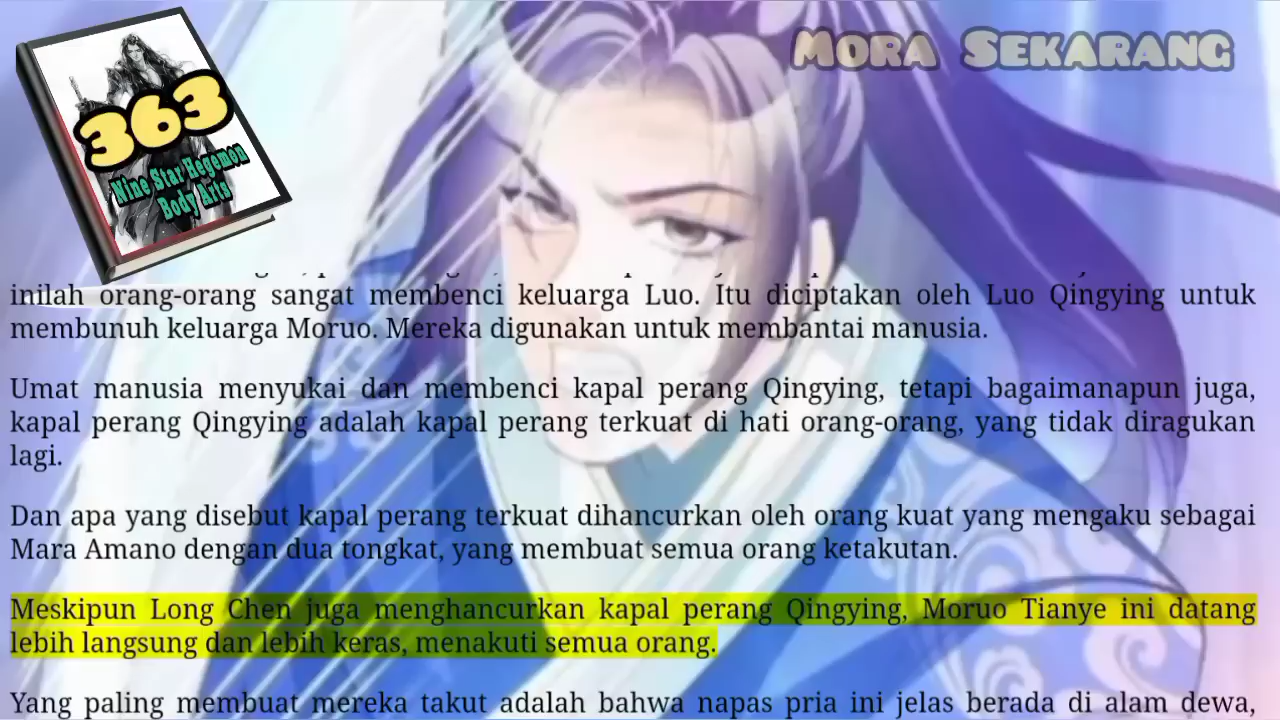 Mora Sekarang
363
Nine Star Hegemon
Body Arts
inilah orang-orang sangat membenci keluarga Luo. Itu diciptakan oleh Luo Qingying untuk
membunuh keluarga Moruo. Mereka digunakan untuk membantai manusia.
Umat manusia menyukai dan membenci kapal perang Qingying, tetapi bagaimanapun juga,
kapal perang Qingying adalah kapal perang terkuat di hati orang-orang, yang tidak diragukan
lagi.
Dan apa yang disebut kapal perang terkuat dihancurkan oleh orang kuat yang mengaku sebagai
Mara Amano dengan dua tongkat, yang membuat semua orang ketakutan.
Meskipun Long Chen juga menghancurkan kapal perang Qingying, Moruo Tianye ini datang
lebih langsung dan lebih keras, menakuti semua orang.
Yang paling membuat mereka takut adalah bahwa napas pria ini jelas berada di alam dewa,